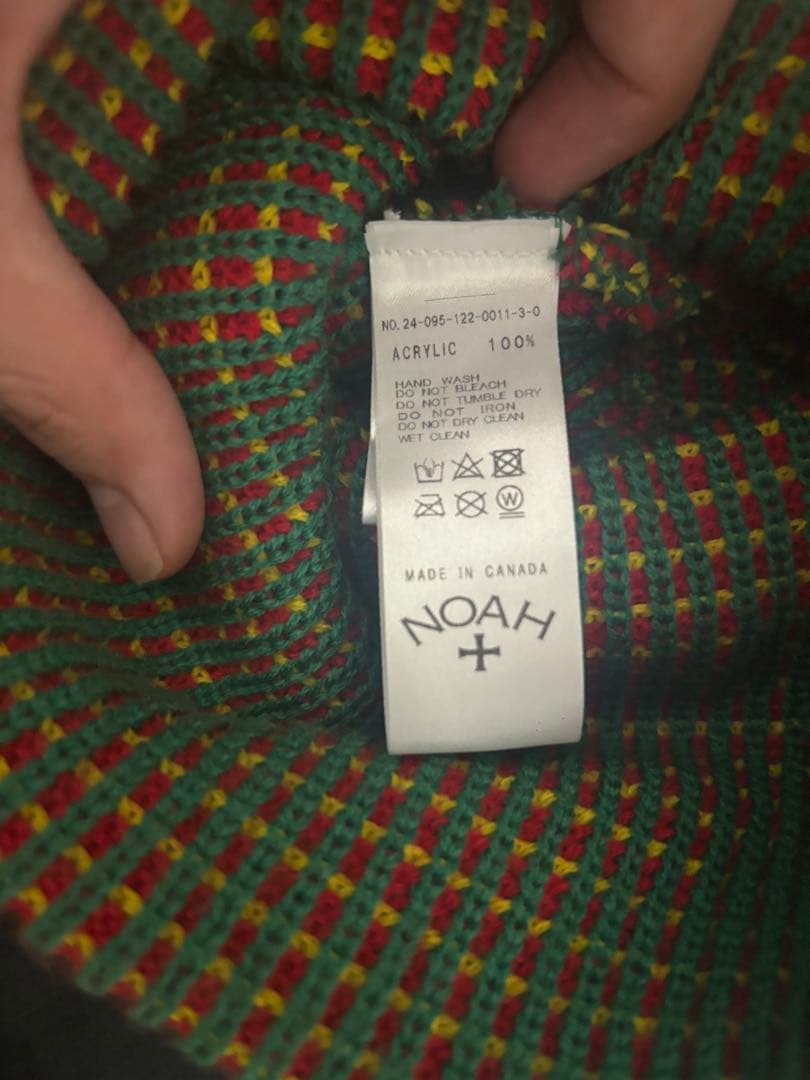 NO. 24-095-122-0011-3-0
ACRYLIC 100%
HAND WASH
DO NOT BLEACH
DO NOT TUMBLE DRY
DO NOT IRON
DO NOT DRY CLEAN
WET CLEAN
W
MADE IN CANADA
NOAH